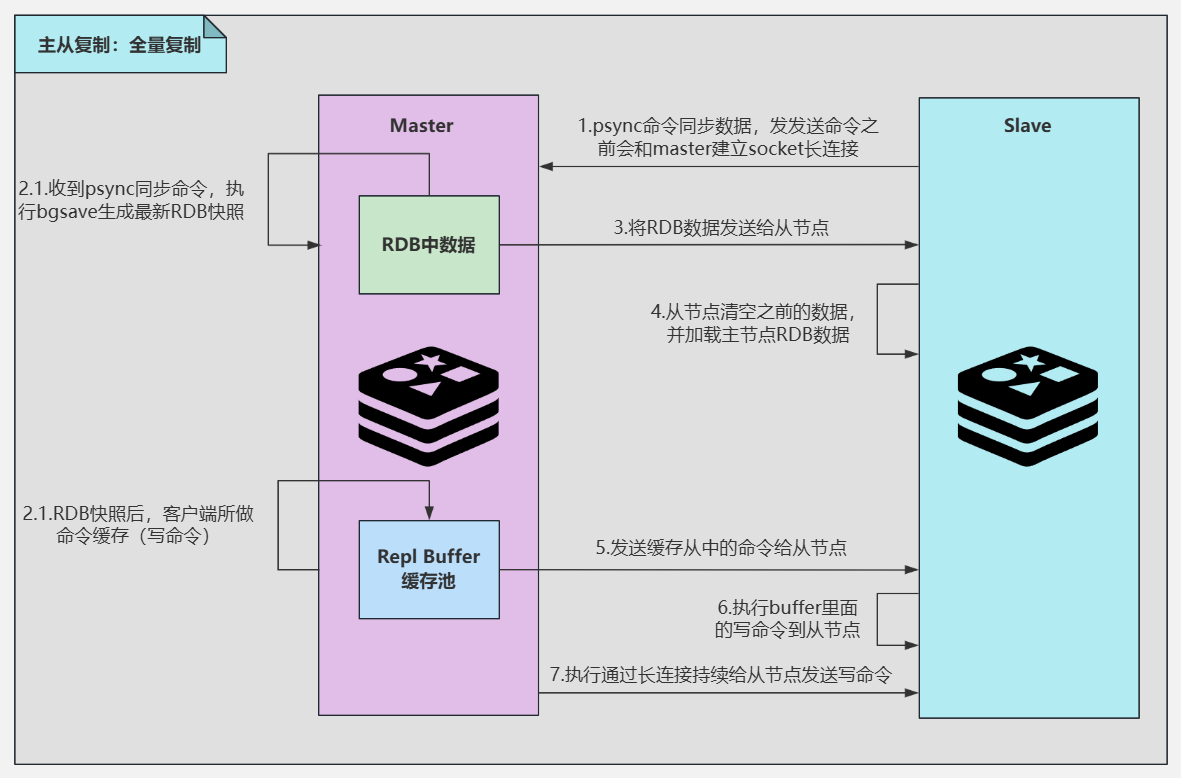 主从复制：全量复制
Master
Slave
1.psync命令同步数据，发发送命令之
前会和master建立socket长连接
2.1.收到psync同步命令，执
行bgsave生成最新RDB快照
RDB中数据
3.将RDB数据发送给从节点
4.从节点清空之前的数据，
并加载主节点RDB数据
2.1.RDB快照后，客户端所做
命令缓存（写命令）
Repl Buffer
缓存池
5.发送缓存从中的命令给从节点
6.执行buffer里面
的写命令到从节点
7.执行通过长连接持续给从节点发送写命令